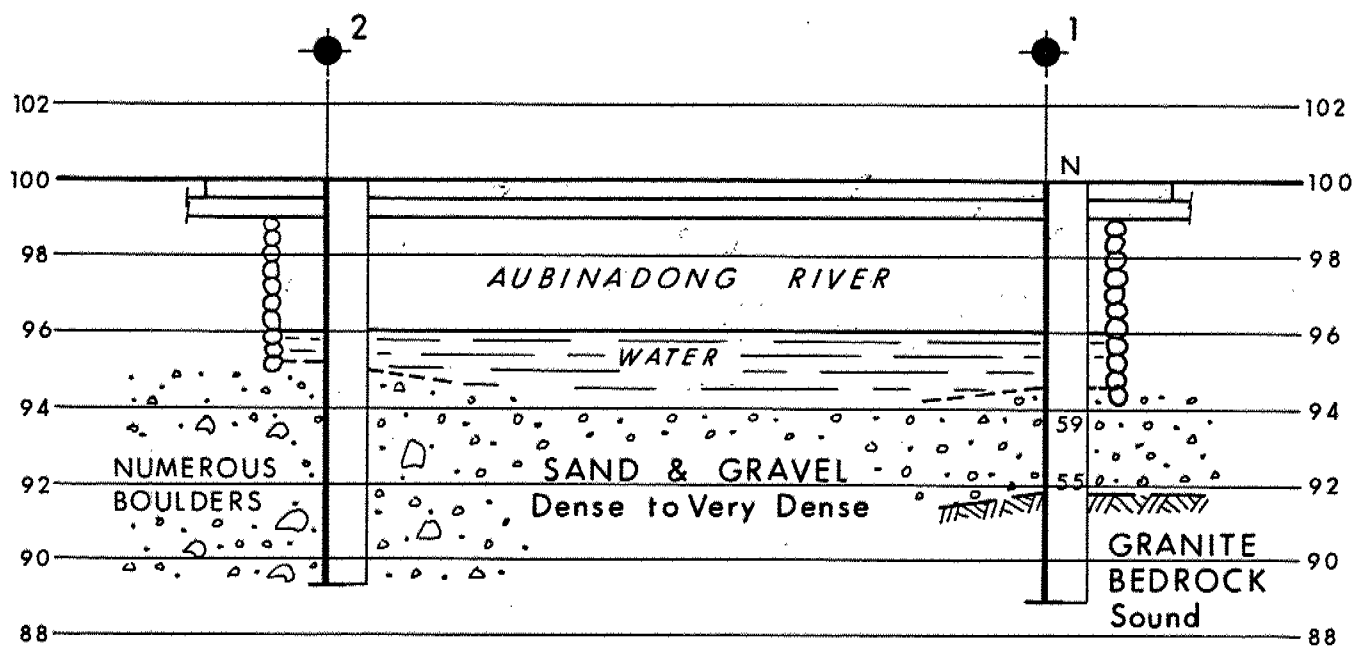 2 1
102 102
N
100 100
98 98
AUBINADONG RIVER
96 96
WATER
94 94
59
NUMEROUS
BOULDERS
SAND & GRAVEL
Dense to Very Dense
55
92 92
GRANITE
BEDROCK
Sound
90 90
88 88